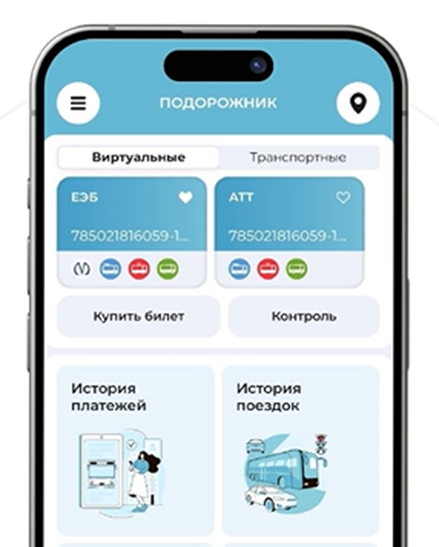 ПОДОРОЖНИК
Виртуальные
Транспортные
ЕЭБ
АТТ
785021816059-1...
785021816059-1...
Купить билет
Контроль
История
платежей
История
поездок